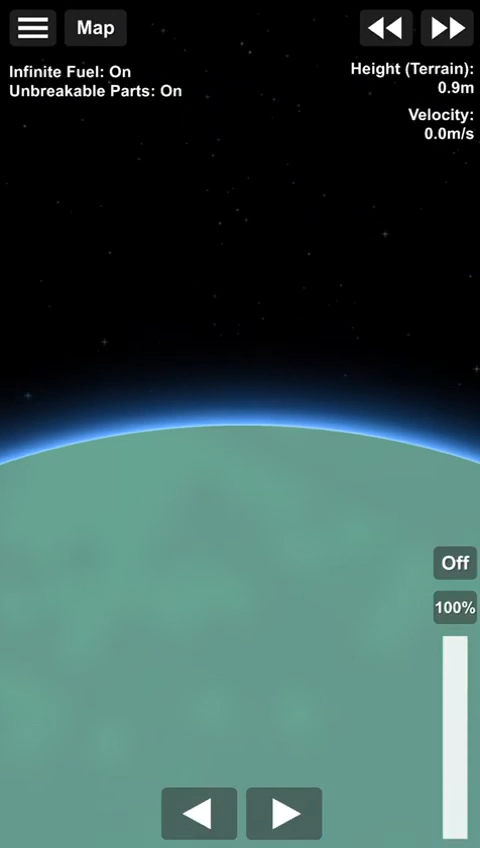 Map
Infinite Fuel: On
Unbreakable Parts: On
Height (Terrain):
0.9m
Velocity:
0.0m/s
Off
100%